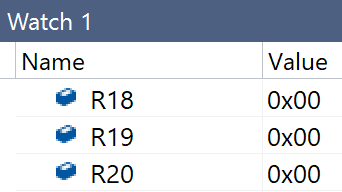 Watch 1
Name Value
R18 0x00
R19 0x00
R20 0x00